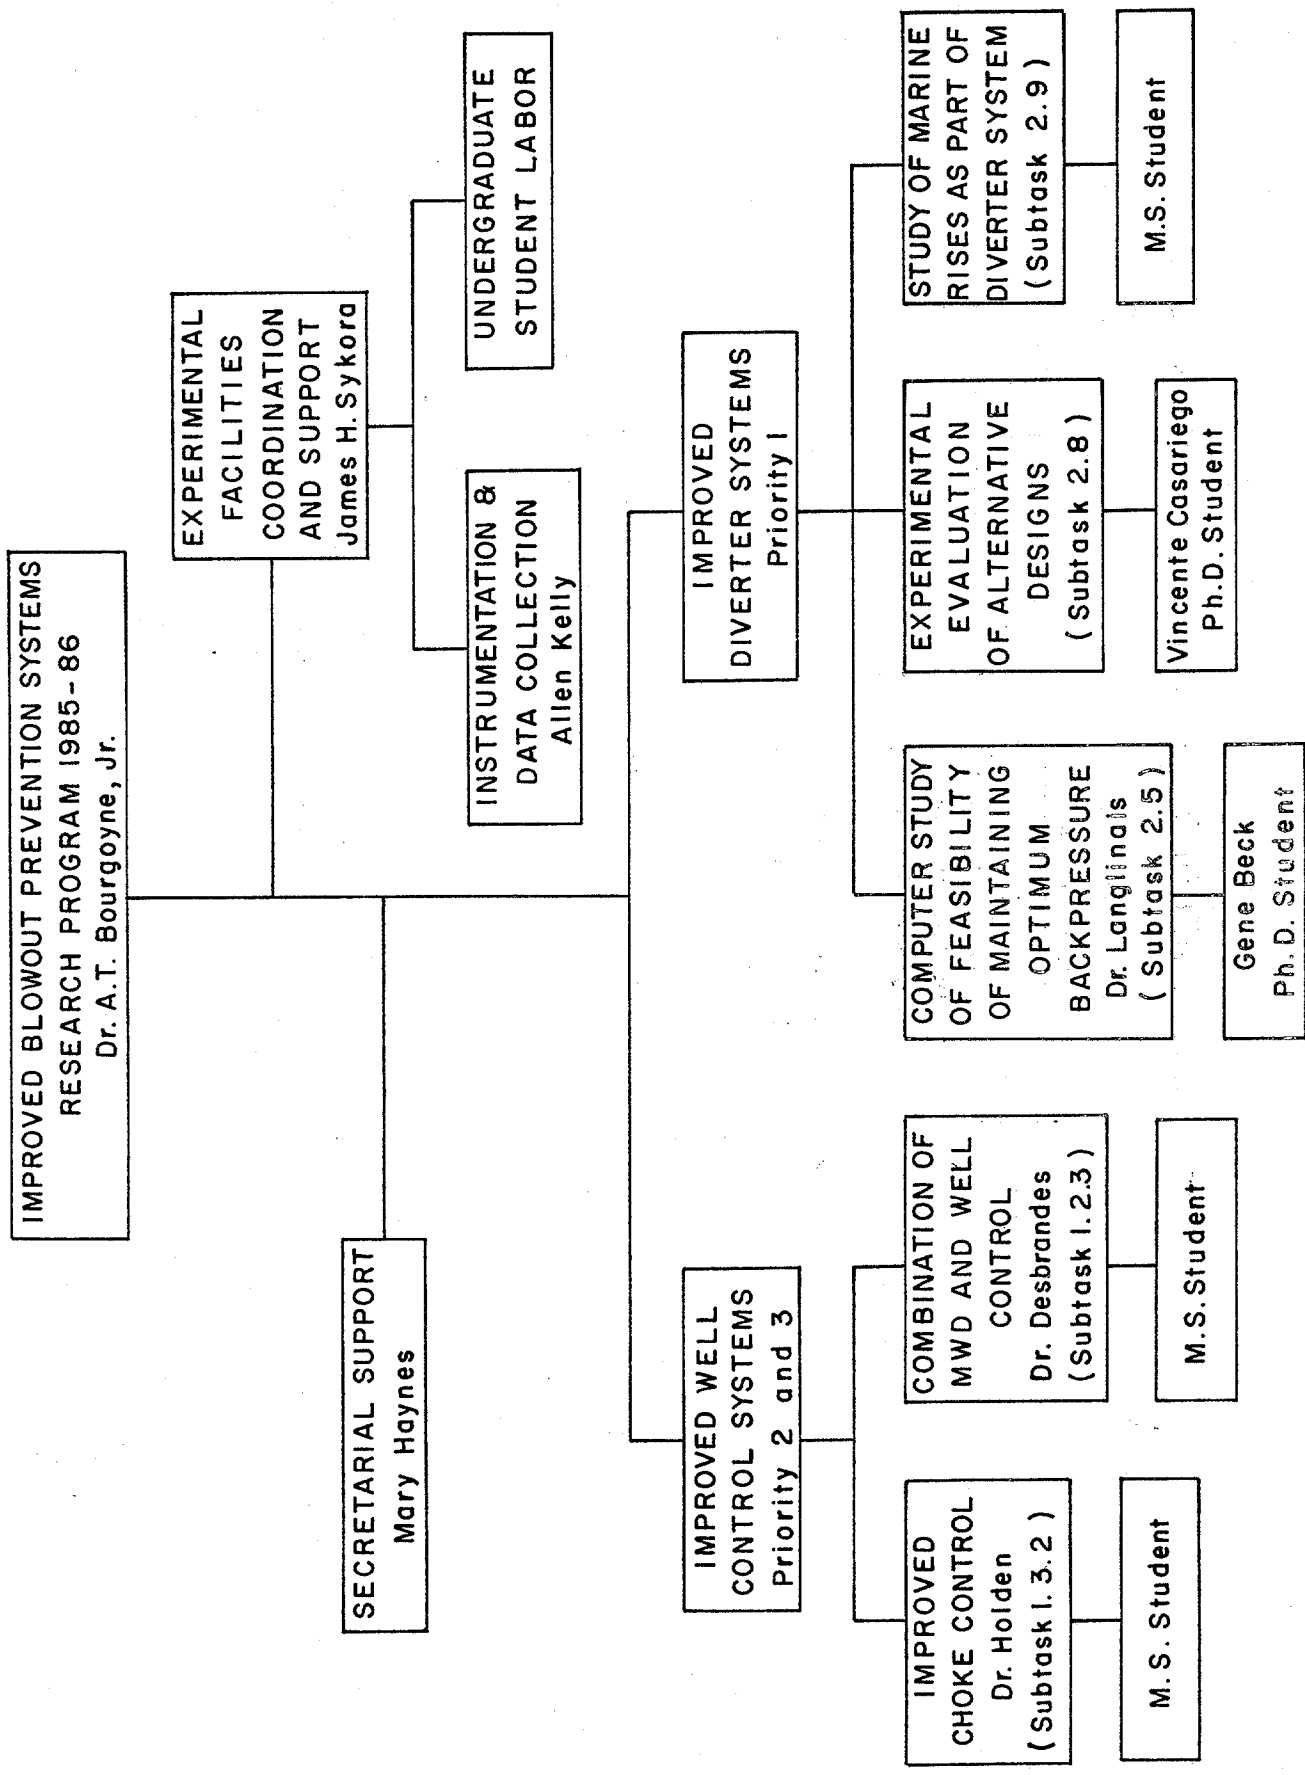 IMPROVED BLOWOUT PREVENTION SYSTEMS
RESEARCH PROGRAM 1985-86
Dr. A.T. Bourgoyne, Jr.
EXPERIMENTAL
FACILITIES
COORDINATION
AND SUPPORT
James H. Sykora
SECRETARIAL SUPPORT
Mary Haynes
INSTRUMENTATION &
DATA COLLECTION
Allen Kelly
UNDERGRADUATE
STUDENT LABOR
IMPROVED WELL
CONTROL SYSTEMS
Priority 2 and 3
IMPROVED
DIVERTER SYSTEMS
Priority 1
IMPROVED
CHOKE CONTROL
Dr. Holden
(Subtask 1.3.2)
COMBINATION OF
MWD AND WELL
CONTROL
Dr. Desbrandes
(Subtask 1.2.3)
COMPUTER STUDY
OF FEASIBILITY
OF MAINTAINING
OPTIMUM
BACKPRESSURE
Dr. Langlinais
(Subtask 2.5)
EXPERIMENTAL
EVALUATION
OF ALTERNATIVE
DESIGNS
(Subtask 2.8)
STUDY OF MARINE
RISES AS PART OF
DIVERTER SYSTEM
(Subtask 2.9)
M.S. Student
M.S. Student
Gene Beck
Ph.D. Student
Vincente Casariego
Ph.D. Student
M.S. Student